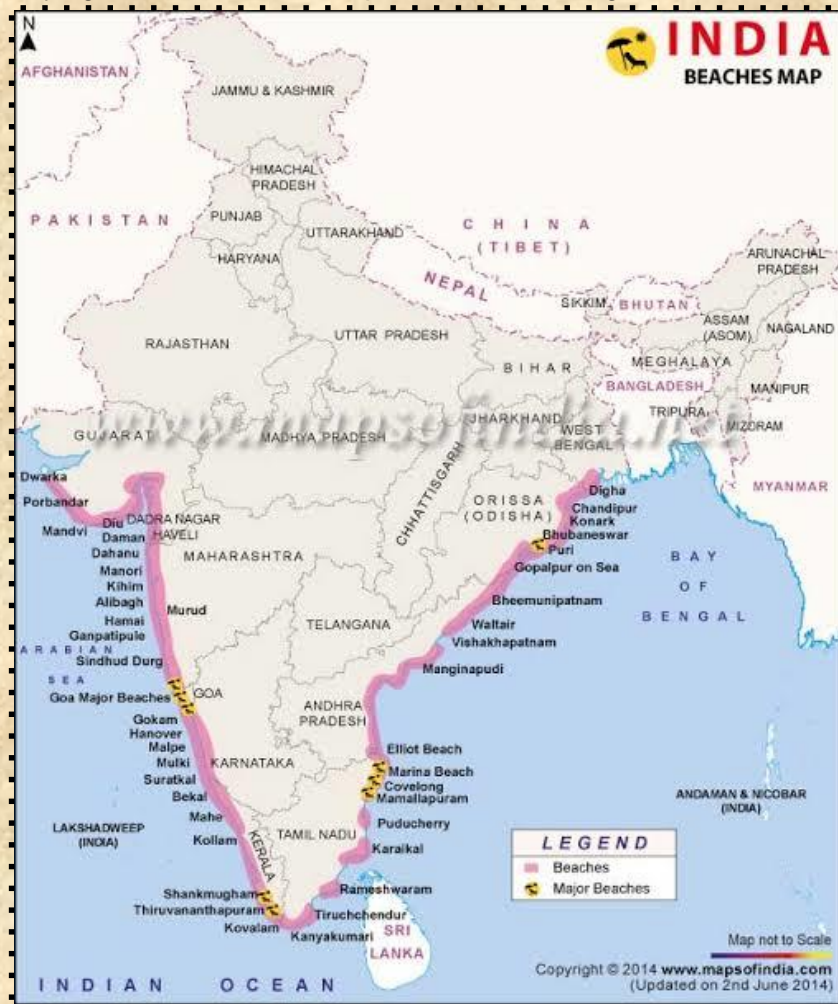 N
INDIA
BEACHES MAP
AFGHANISTAN
JAMMU & KASHMIR
HIMACHAL
PRADESH
PAKISTAN
PUNJAB
CHINA
(TIBET)
UTTARAKHAND
HARYANA
NEPAL
ARUNACHAL
PRADESH
SIKKIM
BHUTAN
ASSAM
(ASOM)
NAGALAND
RAJASTHAN
UTTAR PRADESH
BIHAR
MEGHALAYA
BANGLADESH
MANIPUR
TRIPURA
MIZORAM
JHARKHAND
WEST
BENGAL
www.mapsofindia.net
GUJARAT
MADHYA PRADESH
CHHATTISGARH
MYANMAR
Dwarka
Porbandar
Mandvi
Diu
DADRA NAGAR
HAVELI
Daman
Dahanu
Manori
Kihim
Alibagh
Hamai
Ganpatipule
Murud
Sindhud Durg
MAHARASHTRA
ORISSA
(ODISHA)
Digha
Chandipur
Konark
Bhubaneswar
Puri
Gopalpur on Sea
BAY
OF
BENGAL
Bheemunipatnam
Waltair
Vishakhapatnam
TELANGANA
Manginapudi
ARABIAN
SEA
Goa Major Beaches
GOA
ANDHRA
PRADESH
Gokarn
Hanover
Malpe
Mulki
Suratkal
Bekal
Mahe
Kollam
KARNATAKA
Elliot Beach
Marina Beach
Covelong
Mamallapuram
ANDAMAN & NICOBAR
(INDIA)
LAKSHADWEEP
(INDIA)
KERALA
TAMIL NADU
Puducherry
Karaikal
LEGEND
Beaches
Major Beaches
Shankmugham
Thiruvananthapuram
Kovalam
Rameshwaram
Tiruchchendur
Kanyakumari
SRI
LANKA
Map not to Scale
Copyright © 2014 www.mapsofindia.com
(Updated on 2nd June 2014)
INDIAN OCEAN